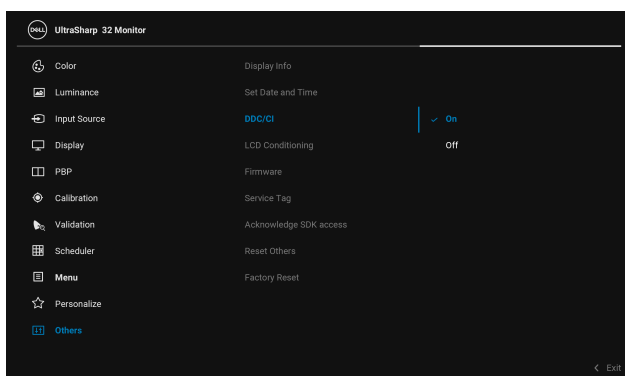 DELL UltraSharp 32 Monitor
Color Display Info
Luminance Set Date and Time
Input Source DDC/CI On
Display LCD Conditioning Off
PBP Firmware
Calibration Service Tag
Validation Acknowledge SDK access
Scheduler Reset Others
Menu Factory Reset
Personalize
Others
Exit